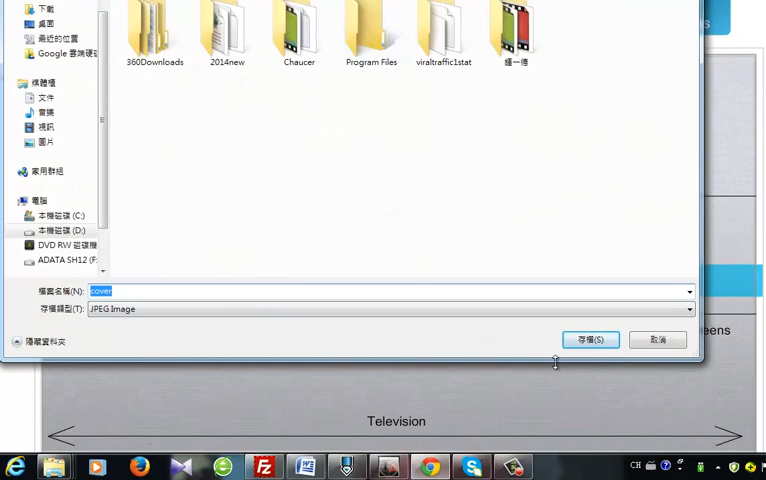 下載
桌面
最近的位置
Google 雲端硬碟
媒體櫃
文件
音樂
視訊
圖片
家用群組
電腦
本機磁碟 (C:)
本機磁碟 (D:)
DVD RW 磁碟機
ADATA SH12 (F:
360Downloads
2014new
Chaucer
Program Files
viraltraffic1stat
鍾一德
檔案名稱(N):
cover
存檔類型(T):
JPEG Image
隱藏資料夾
存檔(S)
取消
s
eens
Television
CH